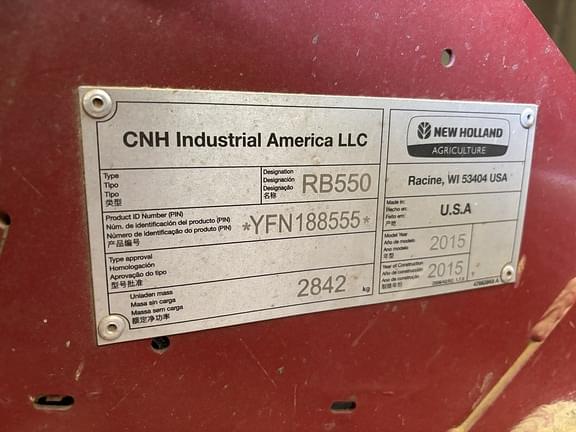 CNH Industrial America LLC
Type
Tipo
Tipo
类型
Designation
Designación
Designação
名称
RB550
Product ID Number (PIN)
Núm. de identificación del producto (PIN)
Número de identificação do produto (PIN)
产品编号
*YFN188555*
Type approval
Homologación
Aprovação do tipo
型号批准
Unladen mass
Masa sin carga
Massa sem carga
额定净功率
2842 kg
NEW HOLLAND
AGRICULTURE
Racine, WI 53404 USA
Made in:
Hecho en:
Feito em:
产地:
U.S.A
Model Year
Año de modelo
Ano modelo
年型
2015
Year of Construction
Año de construcción
Ano de construção
制造年份
2015